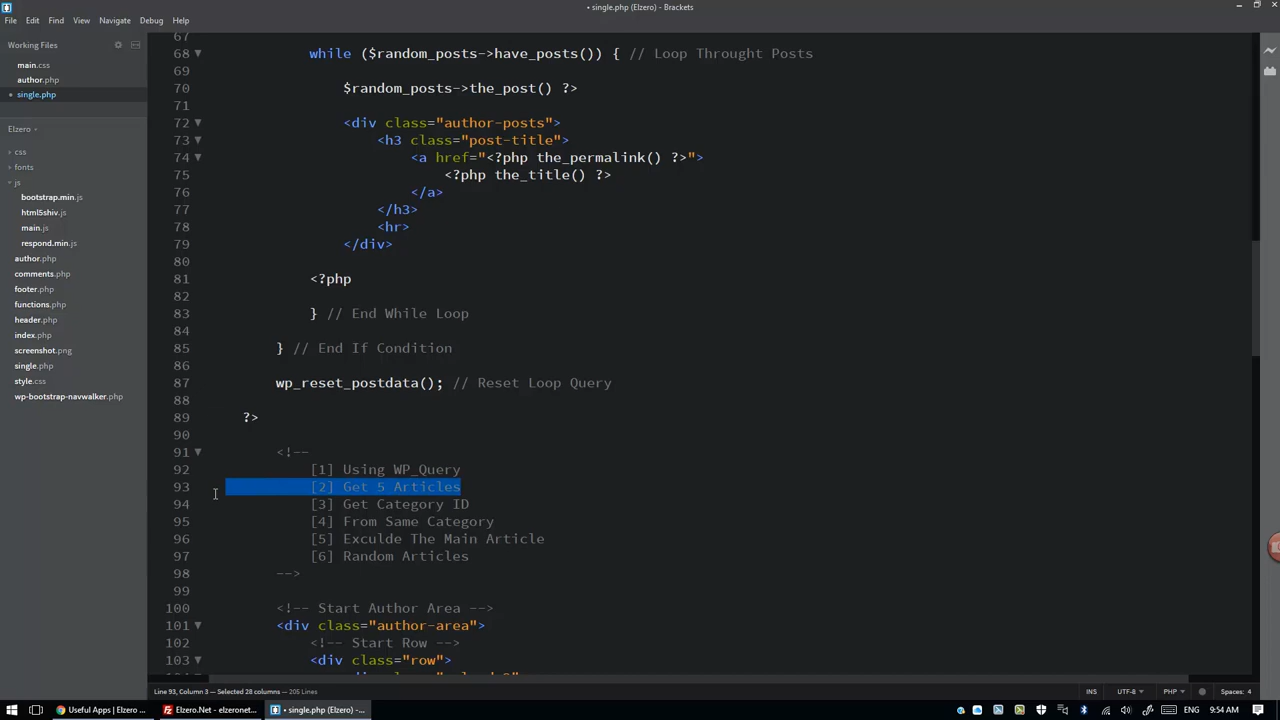 • single.php (Elzero) - Brackets
File Edit Find View Navigate Debug Help
Working Files
main.css
author.php
• single.php
Elzero
css
fonts
js
bootstrap.min.js
html5shiv.js
main.js
respond.min.js
author.php
comments.php
footer.php
functions.php
header.php
index.php
screenshot.png
single.php
style.css
wp-bootstrap-navwalker.php
67
68 while ($random_posts->have_posts()) { // Loop Throught Posts
69
70 $random_posts->the_post() ?>
71
72 <div class="author-posts">
73 <h3 class="post-title">
74 <a href="<?php the_permalink() ?>">
75 <?php the_title() ?>
76 </a>
77 </h3>
78 <hr>
79 </div>
80
81 <?php
82
83 } // End While Loop
84
85 } // End If Condition
86
87 wp_reset_postdata(); // Reset Loop Query
88
89 ?>
90
91 <!--
92 [1] Using WP_Query
93 [2] Get 5 Articles
94 [3] Get Category ID
95 [4] From Same Category
96 [5] Exculde The Main Article
97 [6] Random Articles
98 -->
99
100 <!-- Start Author Area -->
101 <div class="author-area">
102 <!-- Start Row -->
103 <div class="row">
Line 93, Column 3 — Selected 28 columns — 205 Lines
INS UTF-8 PHP Spaces: 4
Useful Apps | Elzero ... Elzero.Net - elzeronet... • single.php (Elzero) -...
ENG 9:54 AM